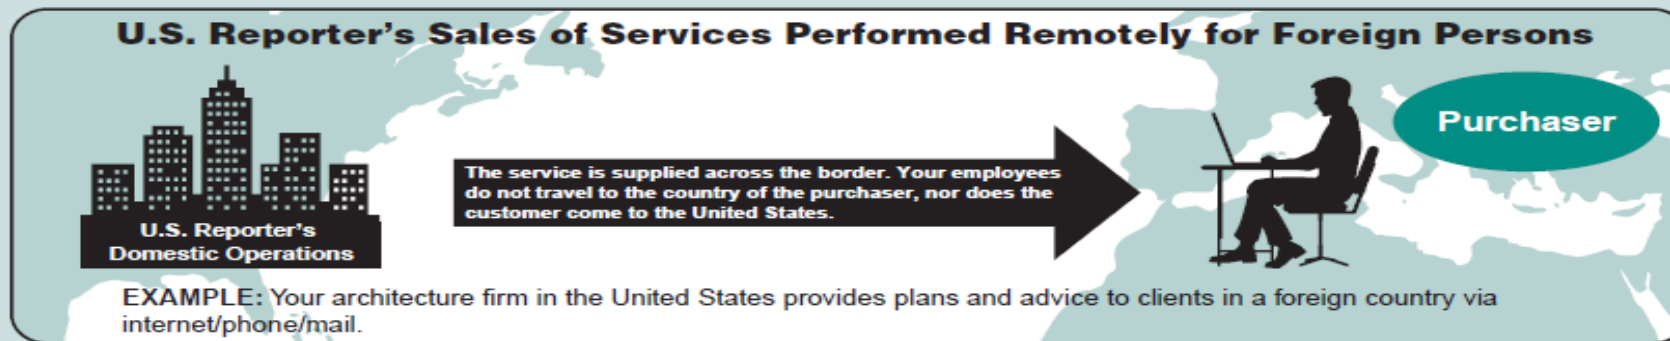 U.S. Reporter's Sales of Services Performed Remotely for Foreign Persons
Purchaser
The service is supplied across the border. Your employees
do not travel to the country of the purchaser, nor does the
customer come to the United States.
U.S. Reporter's
Domestic Operations
EXAMPLE: Your architecture firm in the United States provides plans and advice to clients in a foreign country via
internet/phone/mail.